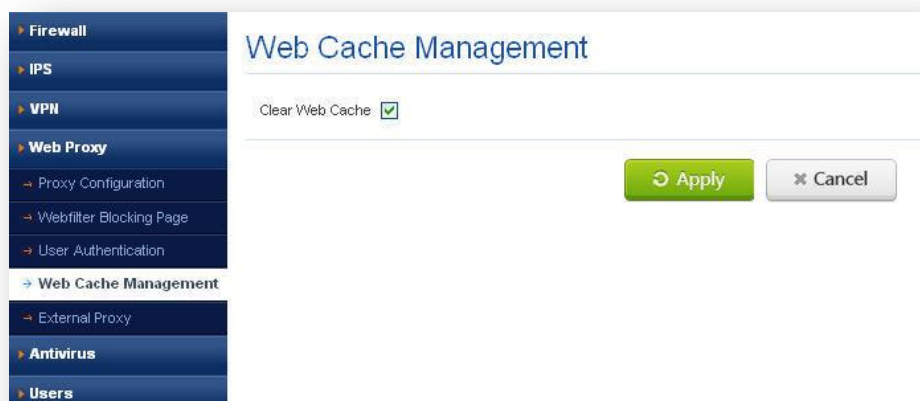 Firewall
IPS
VPN
Web Proxy
Proxy Configuration
Webfilter Blocking Page
User Authentication
Web Cache Management
External Proxy
Antivirus
Users
Web Cache Management
Clear Web Cache
Apply
Cancel